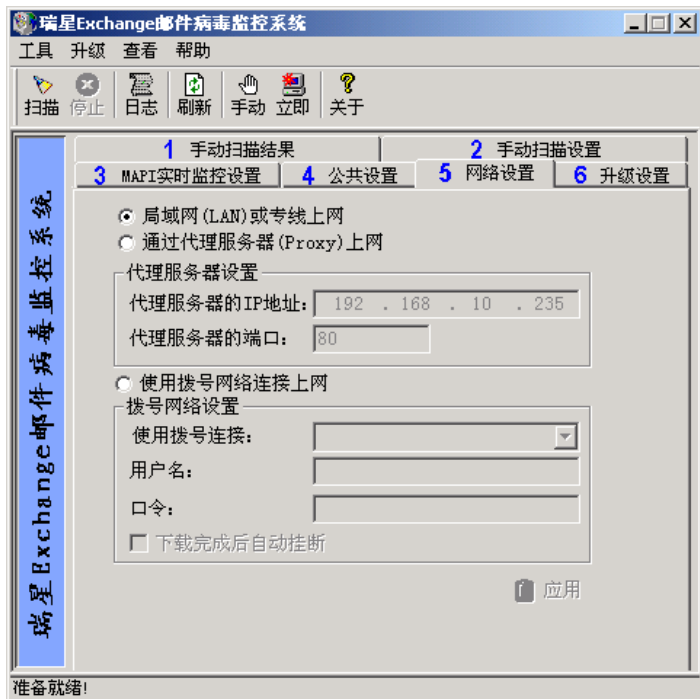 瑞星Exchange邮件病毒监控系统
工具 升级 查看 帮助
扫描 停止 日志 刷新 手动 立即 关于
1 手动扫描结果 2 手动扫描设置
3 MAPI实时监控设置 4 公共设置 5 网络设置 6 升级设置
瑞星Exchange邮件病毒监控系统
局域网(LAN)或专线上网
通过代理服务器(Proxy)上网
代理服务器设置
代理服务器的IP地址: 192 . 168 . 10 . 235
代理服务器的端口: 80
使用拨号网络连接上网
拨号网络设置
使用拨号连接:
用户名:
口令:
下载完成后自动挂断
应用
准备就绪!